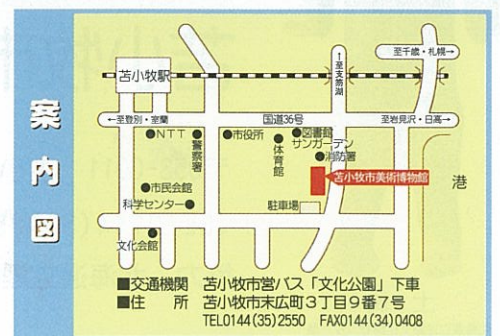 案内図
至千歳・札幌→
←至支笏湖
苫小牧駅
←至登別・室蘭
国道36号
至岩見沢・日高→
NTT
警察署
市役所
体育館
図書館
サンガーデン
消防署
苫小牧市美術博物館
港
市民会館
科学センター
駐車場
文化会館
■交通機関 苫小牧市営バス「文化公園」下車
■住 所 苫小牧市末広町3丁目9番7号
TEL0144(35)2550 FAX0144(34)0408